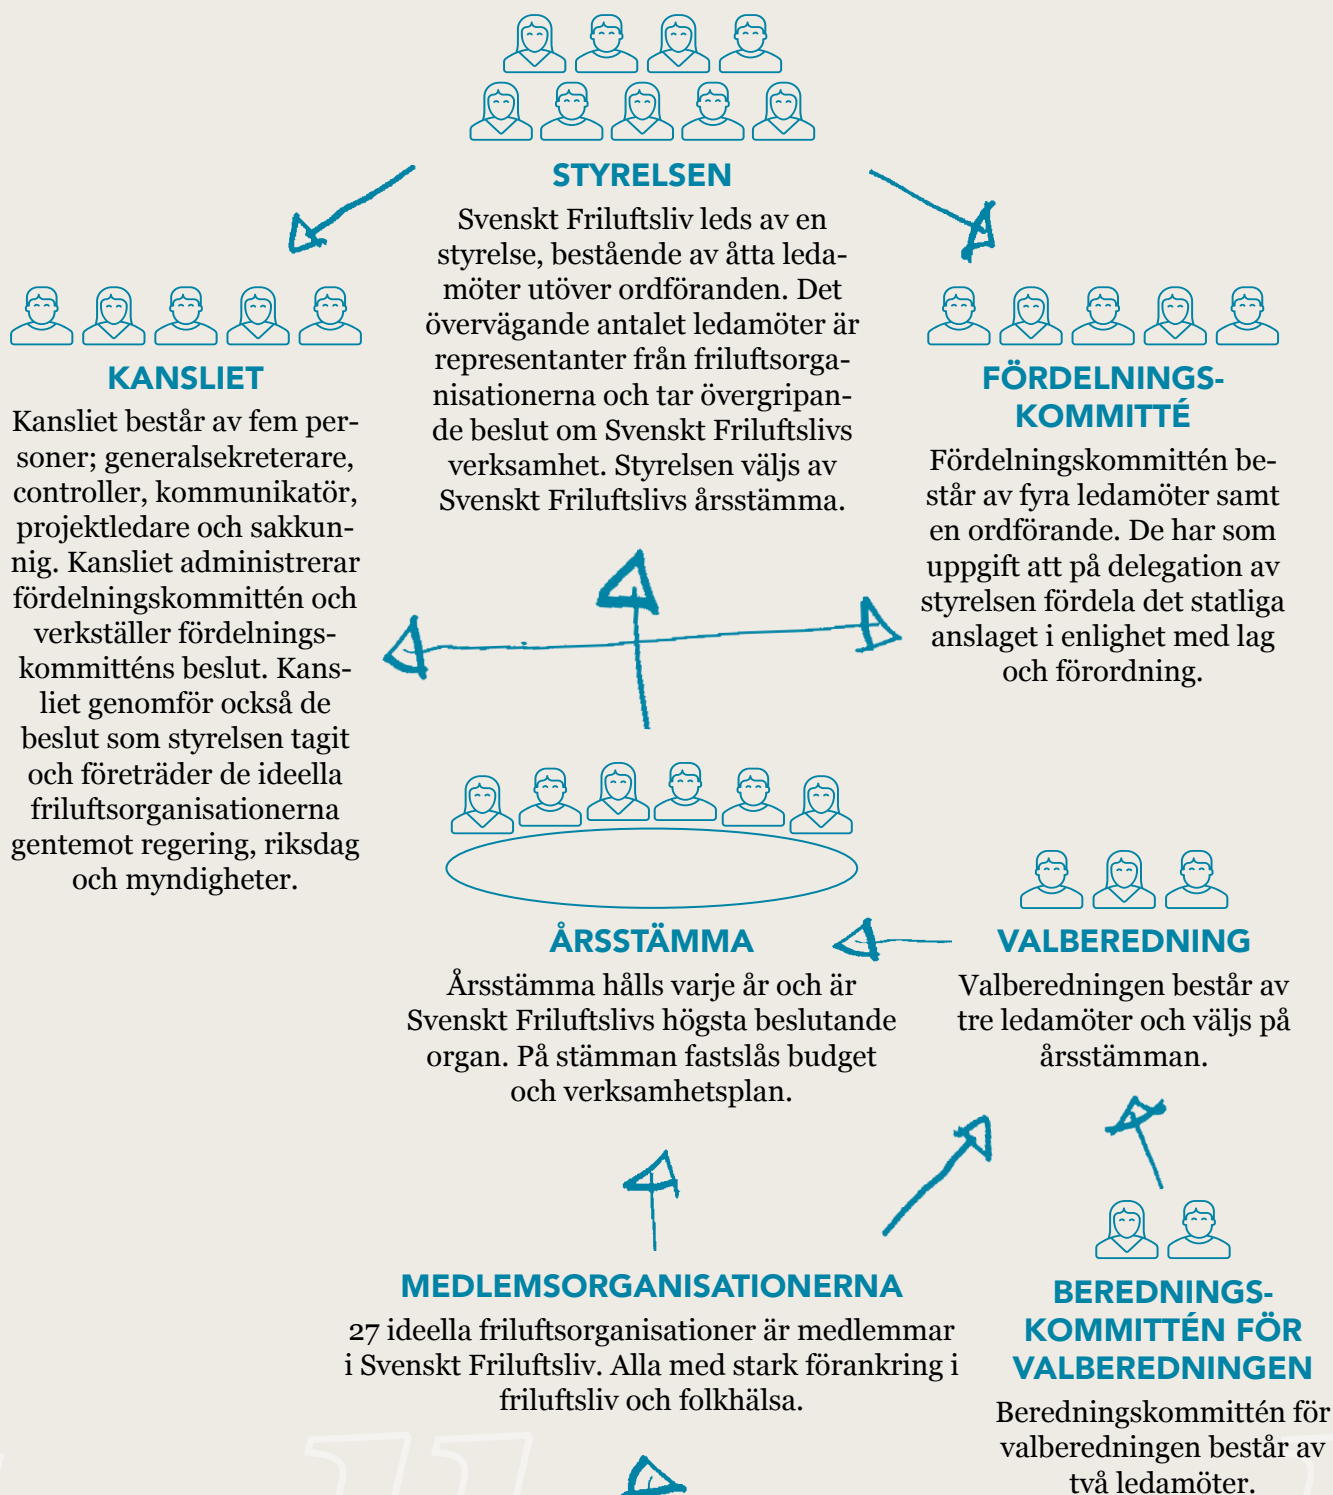 STYRELSEN
Svenskt Friluftsliv leds av en
styrelse, bestående av åtta leda-
möter utöver ordföranden. Det
övervägande antalet ledamöter är
representanter från friluftsorga-
nisationerna och tar övergripan-
de beslut om Svenskt Friluftslivs
verksamhet. Styrelsen väljs av
Svenskt Friluftslivs årsstämma.
KANSLIET
Kansliet består av fem per-
soner; generalsekreterare,
controller, kommunikatör,
projektledare och sakkun-
nig. Kansliet administrerar
fördelningskommittén och
verkställer fördelnings-
kommitténs beslut. Kans-
liet genomför också de
beslut som styrelsen tagit
och företräder de ideella
friluftsorganisationerna
gentemot regering, riksdag
och myndigheter.
FÖRDELNINGS-
KOMMITTÉ
Fördelningskommittén be-
står av fyra ledamöter samt
en ordförande. De har som
uppgift att på delegation av
styrelsen fördela det statliga
anslaget i enlighet med lag
och förordning.
ÅRSSTÄMMA
Årsstämma hålls varje år och är
Svenskt Friluftslivs högsta beslutande
organ. På stämman fastslås budget
och verksamhetsplan.
VALBEREDNING
Valberedningen består av
tre ledamöter och väljs på
årsstämman.
MEDLEMSORGANISATIONERNA
27 ideella friluftsorganisationer är medlemmar
i Svenskt Friluftsliv. Alla med stark förankring i
friluftsliv och folkhälsa.
BEREDNINGS-
KOMMITTÉN FÖR
VALBEREDNINGEN
Beredningskommittén för
valberedningen består av
två ledamöter.